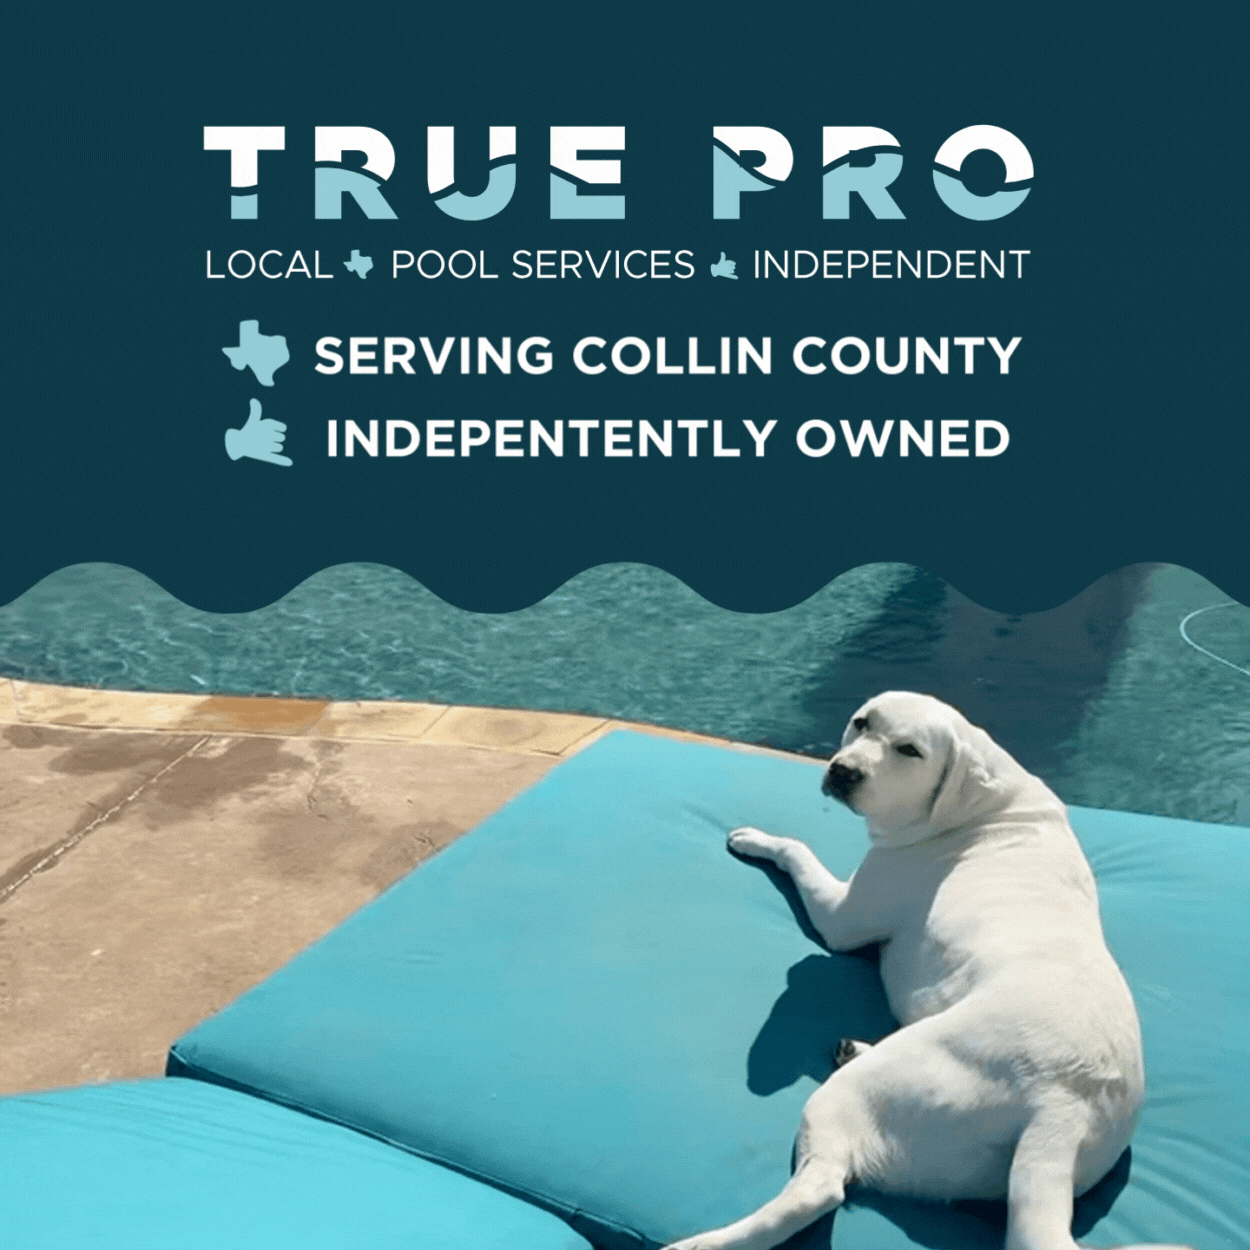 TRUE PRO
LOCAL POOL SERVICES INDEPENDENT
SERVING COLLIN COUNTY
INDEPENTENTLY OWNED